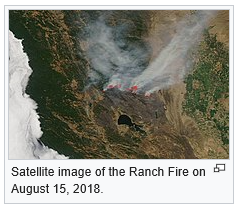 Satellite image of the Ranch Fire on
August 15, 2018.